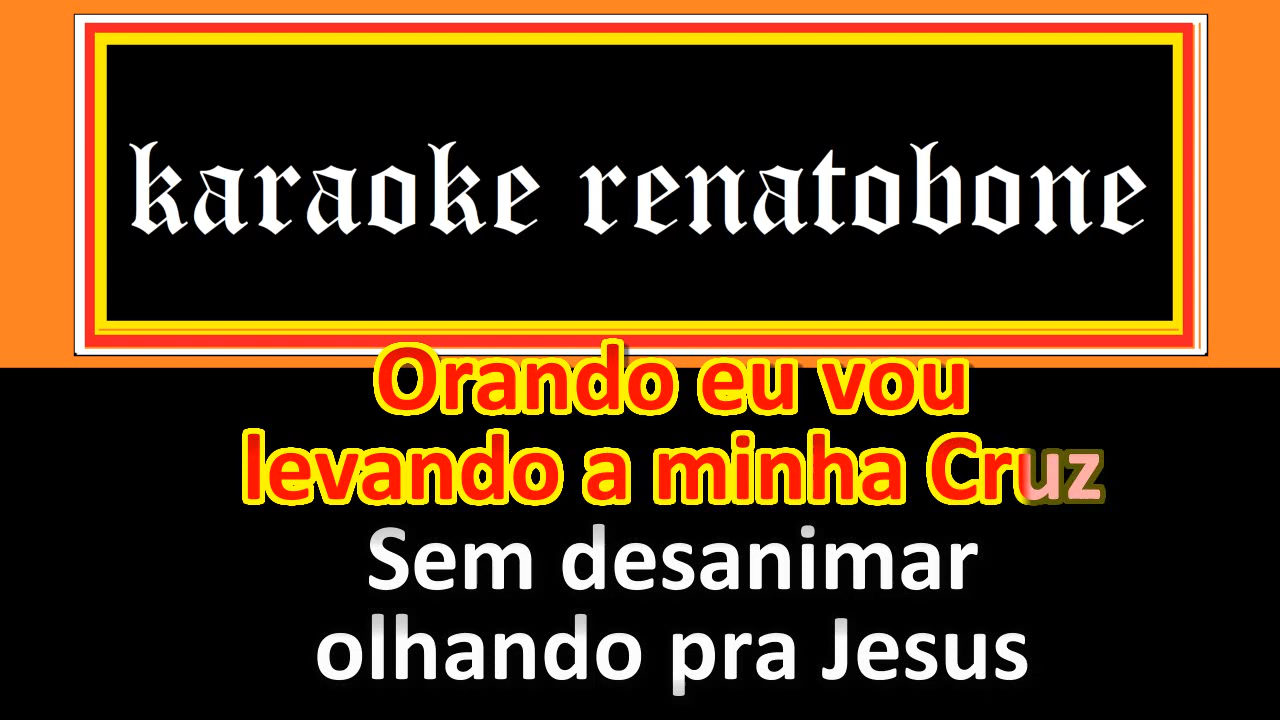 karaoke renatobone
Orando eu vou
levando a minha Cruz
Sem desanimar
olhando pra Jesus